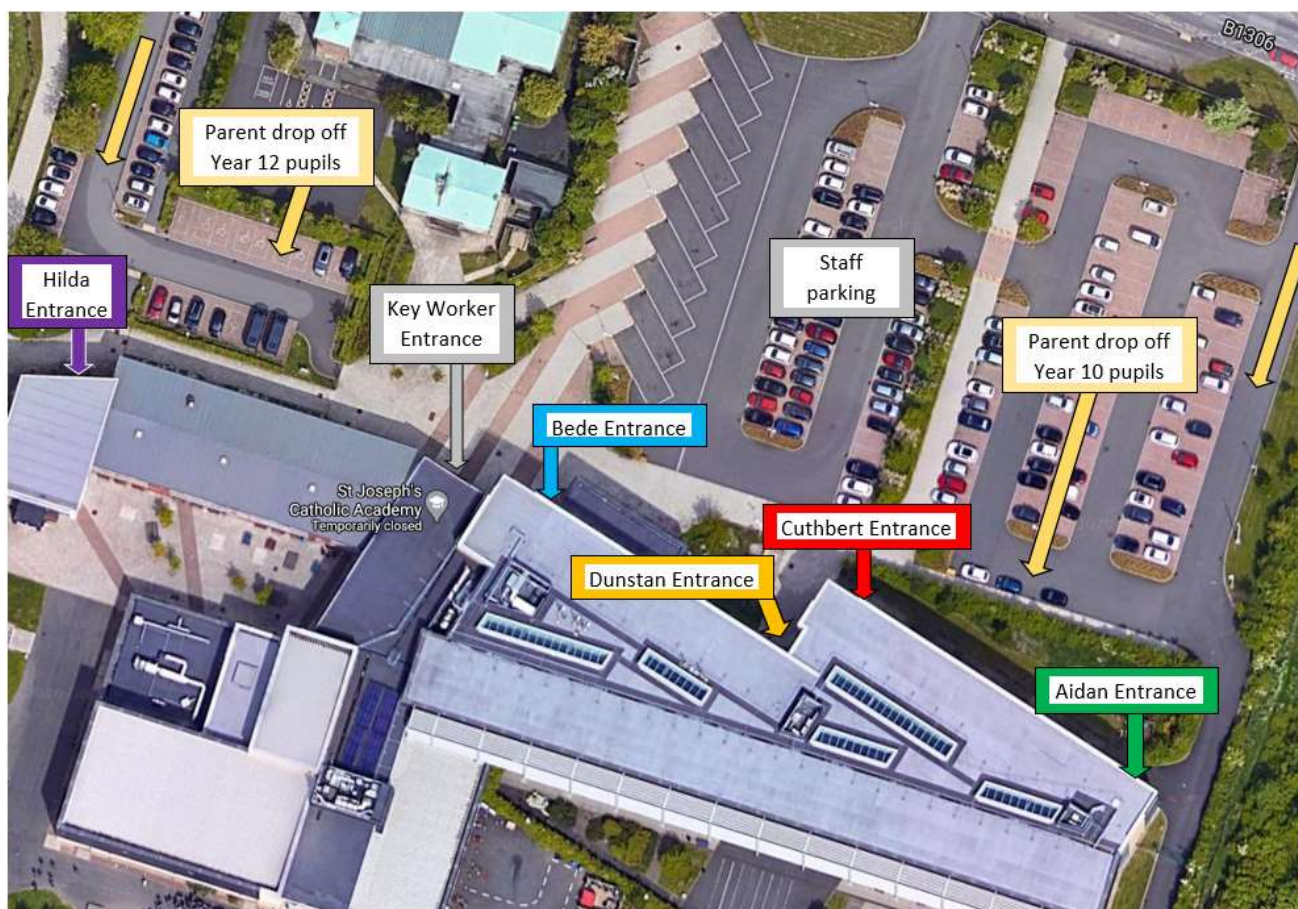 B1306
Parent drop off
Year 12 pupils
Hilda
Entrance
Key Worker
Entrance
Staff
parking
Parent drop off
Year 10 pupils
Bede Entrance
St Joseph's
Catholic Academy
Temporarily closed
Cuthbert Entrance
Dunstan Entrance
Aidan Entrance